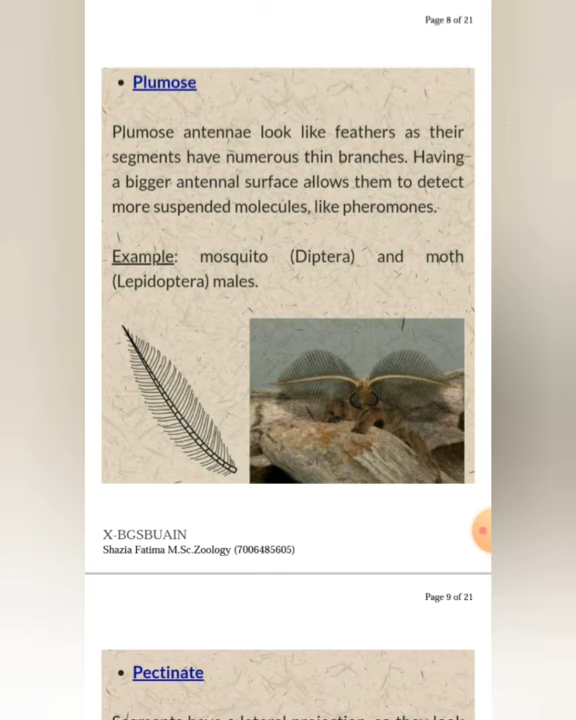 Page 8 of 21
• Plumose
Plumose antennae look like feathers as their
segments have numerous thin branches. Having
a bigger antennal surface allows them to detect
more suspended molecules, like pheromones.
Example: mosquito (Diptera) and moth
(Lepidoptera) males.
X-BGSBUAIN
Shazia Fatima M.Sc.Zoology (7006485605)
Page 9 of 21
• Pectinate